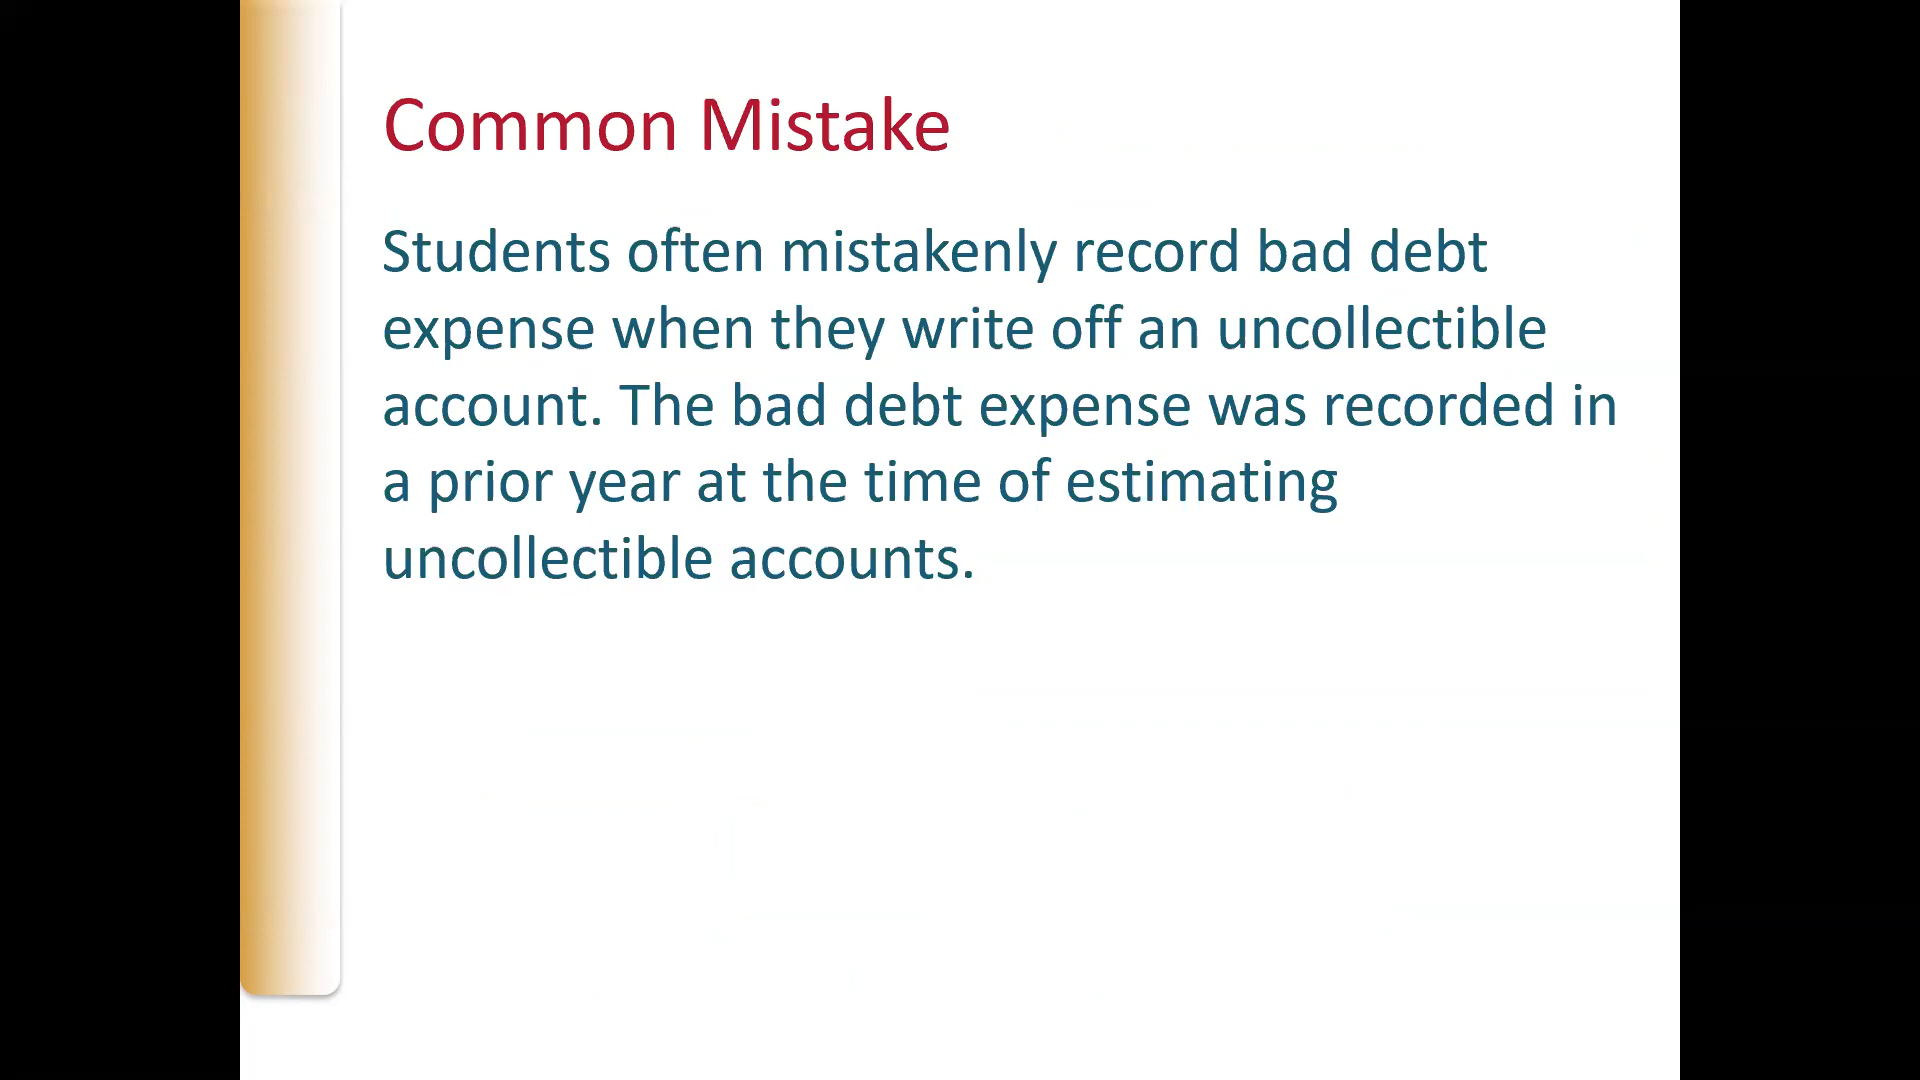 Common Mistake
Students often mistakenly record bad debt
expense when they write off an uncollectible
account. The bad debt expense was recorded in
a prior year at the time of estimating
uncollectible accounts.